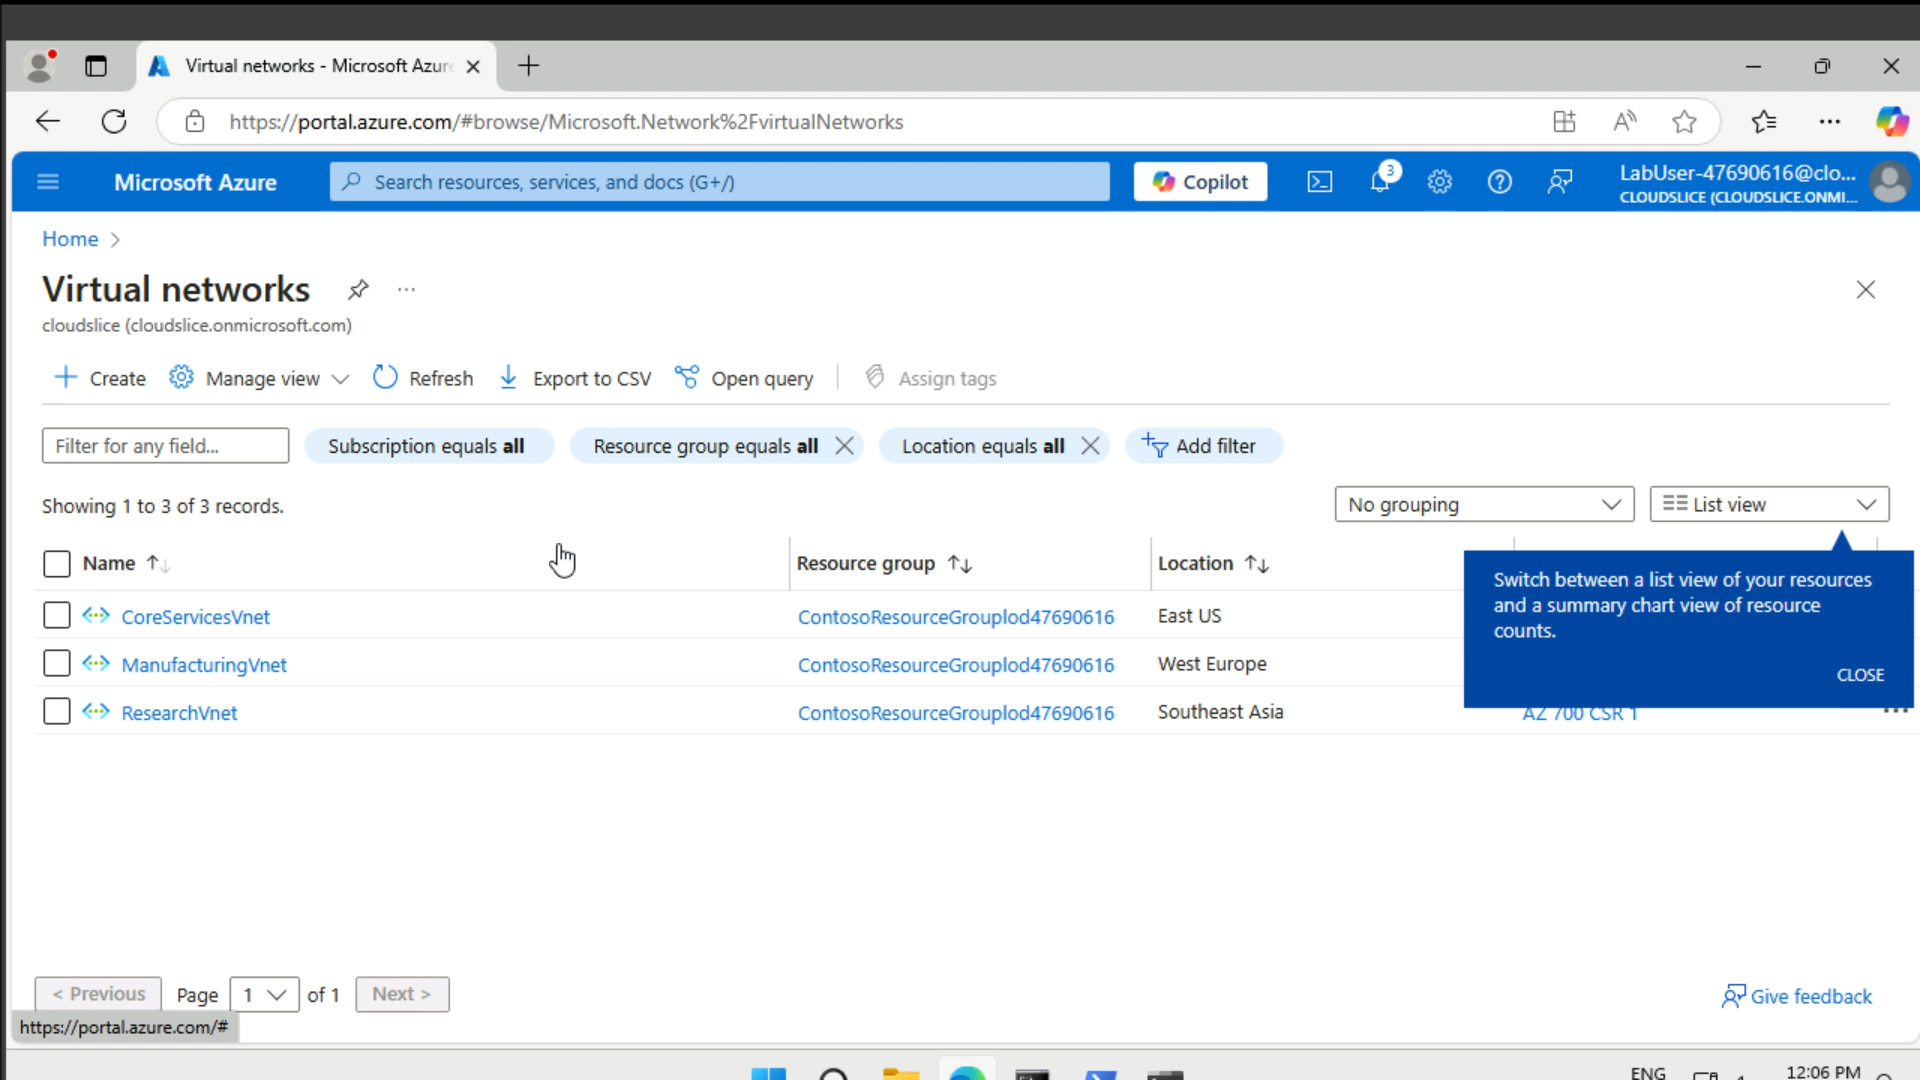 Virtual networks - Microsoft Azure
https://portal.azure.com/#browse/Microsoft.Network%2FvirtualNetworks
Microsoft Azure
Search resources, services, and docs (G+/)
Copilot
3
LabUser-47690616@clo...
CLOUDSLICE (CLOUDSLICE.ONMI...
Home
Virtual networks
cloudslice (cloudslice.onmicrosoft.com)
Create
Manage view
Refresh
Export to CSV
Open query
Assign tags
Filter for any field...
Subscription equals all
Resource group equals all
Location equals all
Add filter
Showing 1 to 3 of 3 records.
No grouping
List view
Name
Resource group
Location
Switch between a list view of your resources
and a summary chart view of resource
counts.
CLOSE
CoreServicesVnet
ContosoResourceGrouplod47690616
East US
ManufacturingVnet
ContosoResourceGrouplod47690616
West Europe
ResearchVnet
ContosoResourceGrouplod47690616
Southeast Asia
AZ 700 CSR 1
< Previous
Page
1
of 1
Next >
Give feedback
https://portal.azure.com/#
ENG
12:06 PM